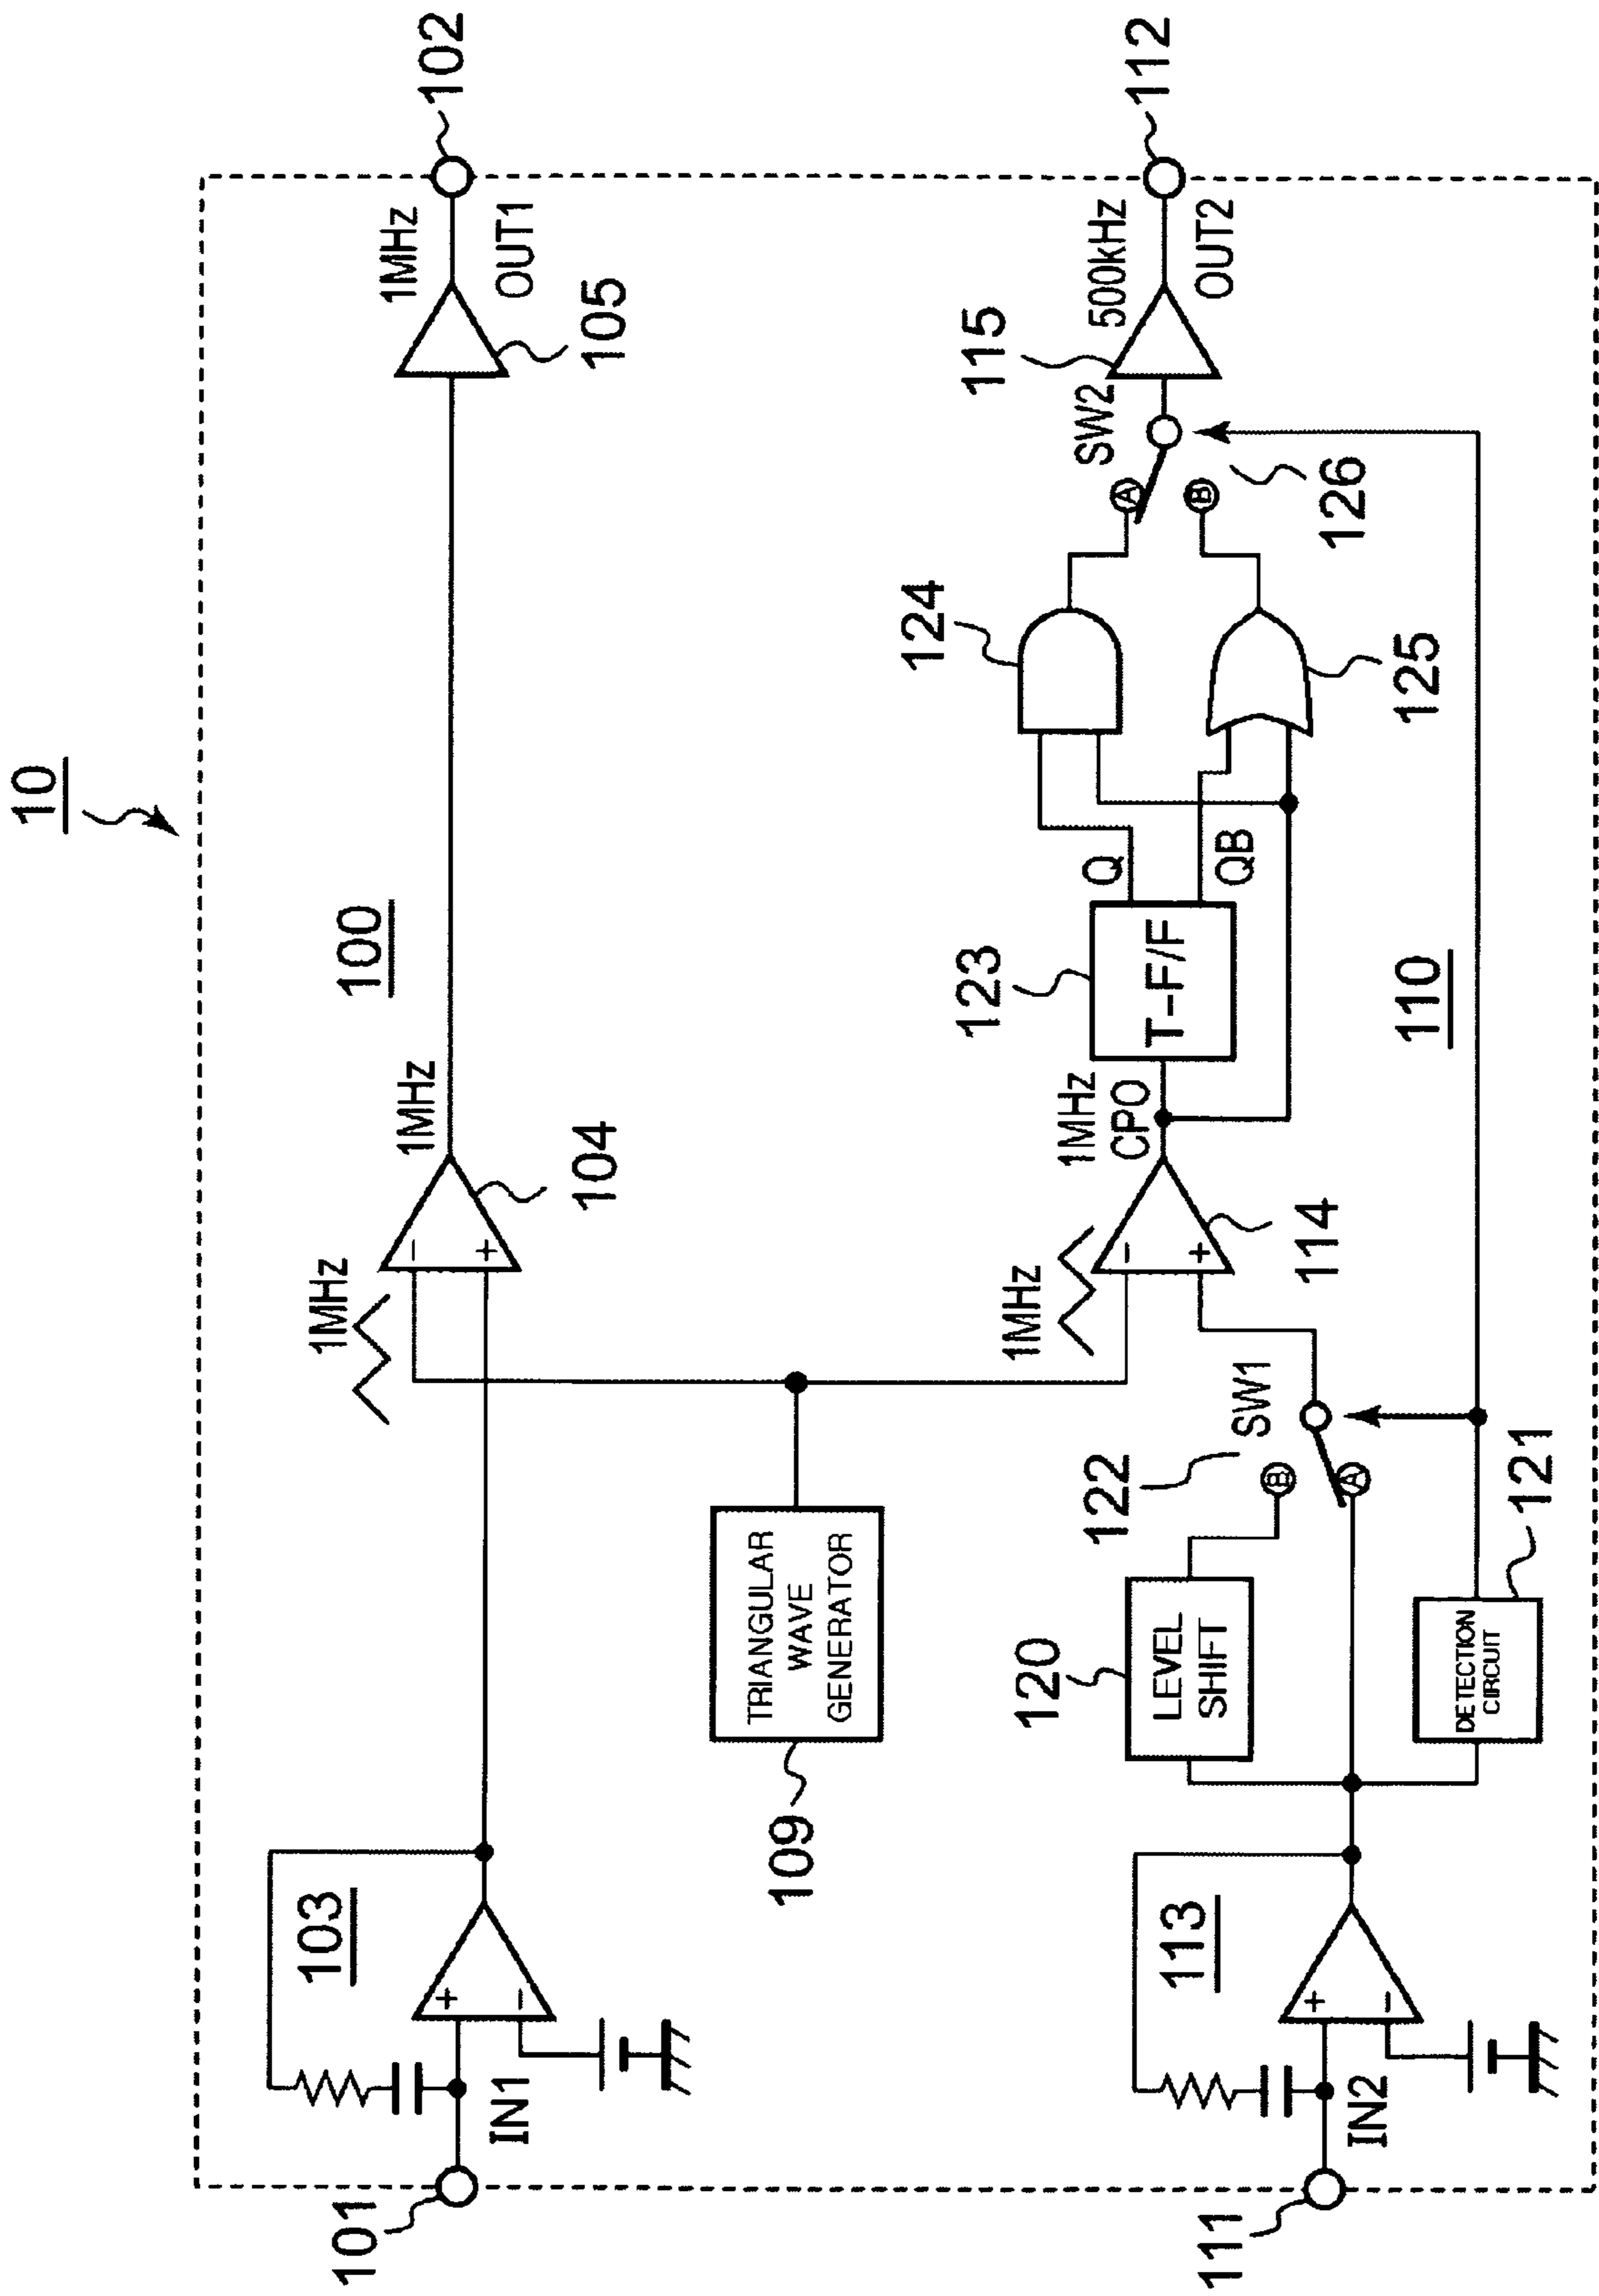 10
100
1MHz
1MHz
1MHz
102
OUT1
103
104
105
+
−
−
+
101
IN1
TRIANGULAR
WAVE
GENERATOR
109
124
115
500kHz
112
OUT2
SW2
A
B
126
1MHz
1MHz
CPO
123
T-F/F
Q
QB
125
−
+
114
120
LEVEL
SHIFT
122
SW1
B
A
113
+
−
111
IN2
DETECTION
CIRCUIT
121
110